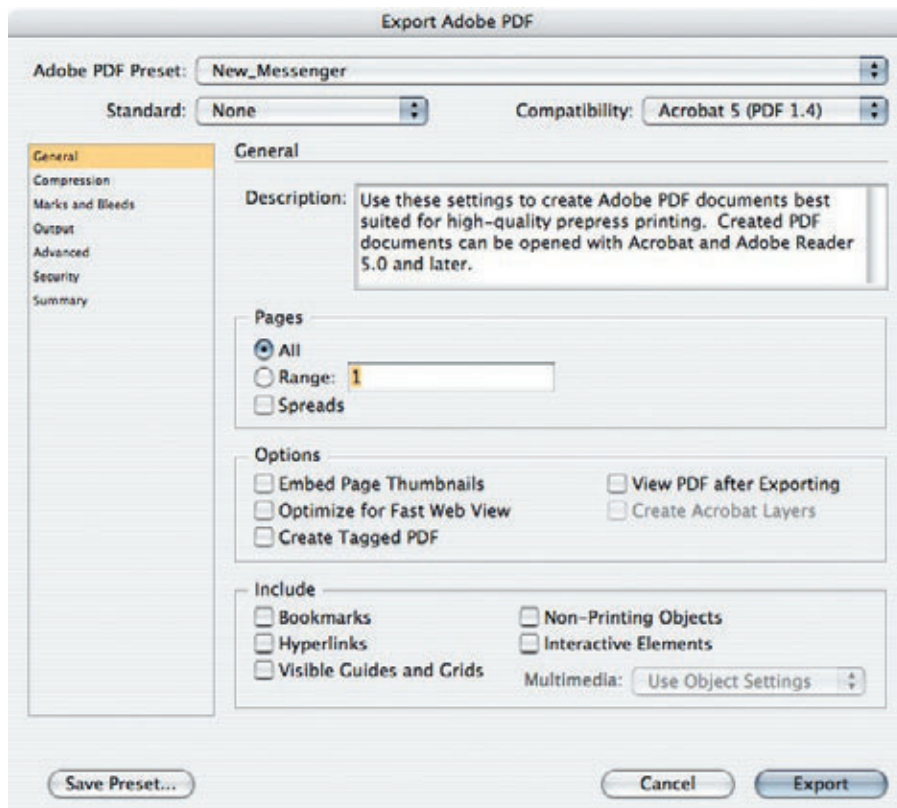 Export Adobe PDF
Adobe PDF Preset: New_Messenger
Standard: None Compatibility: Acrobat 5 (PDF 1.4)
General
Compression
Marks and Bleeds
Output
Advanced
Security
Summary
General
Description: Use these settings to create Adobe PDF documents best
suited for high-quality prepress printing. Created PDF
documents can be opened with Acrobat and Adobe Reader
5.0 and later.
Pages
All
Range: 1
Spreads
Options
Embed Page Thumbnails View PDF after Exporting
Optimize for Fast Web View Create Acrobat Layers
Create Tagged PDF
Include
Bookmarks Non-Printing Objects
Hyperlinks Interactive Elements
Visible Guides and Grids Multimedia: Use Object Settings
Save Preset... Cancel Export